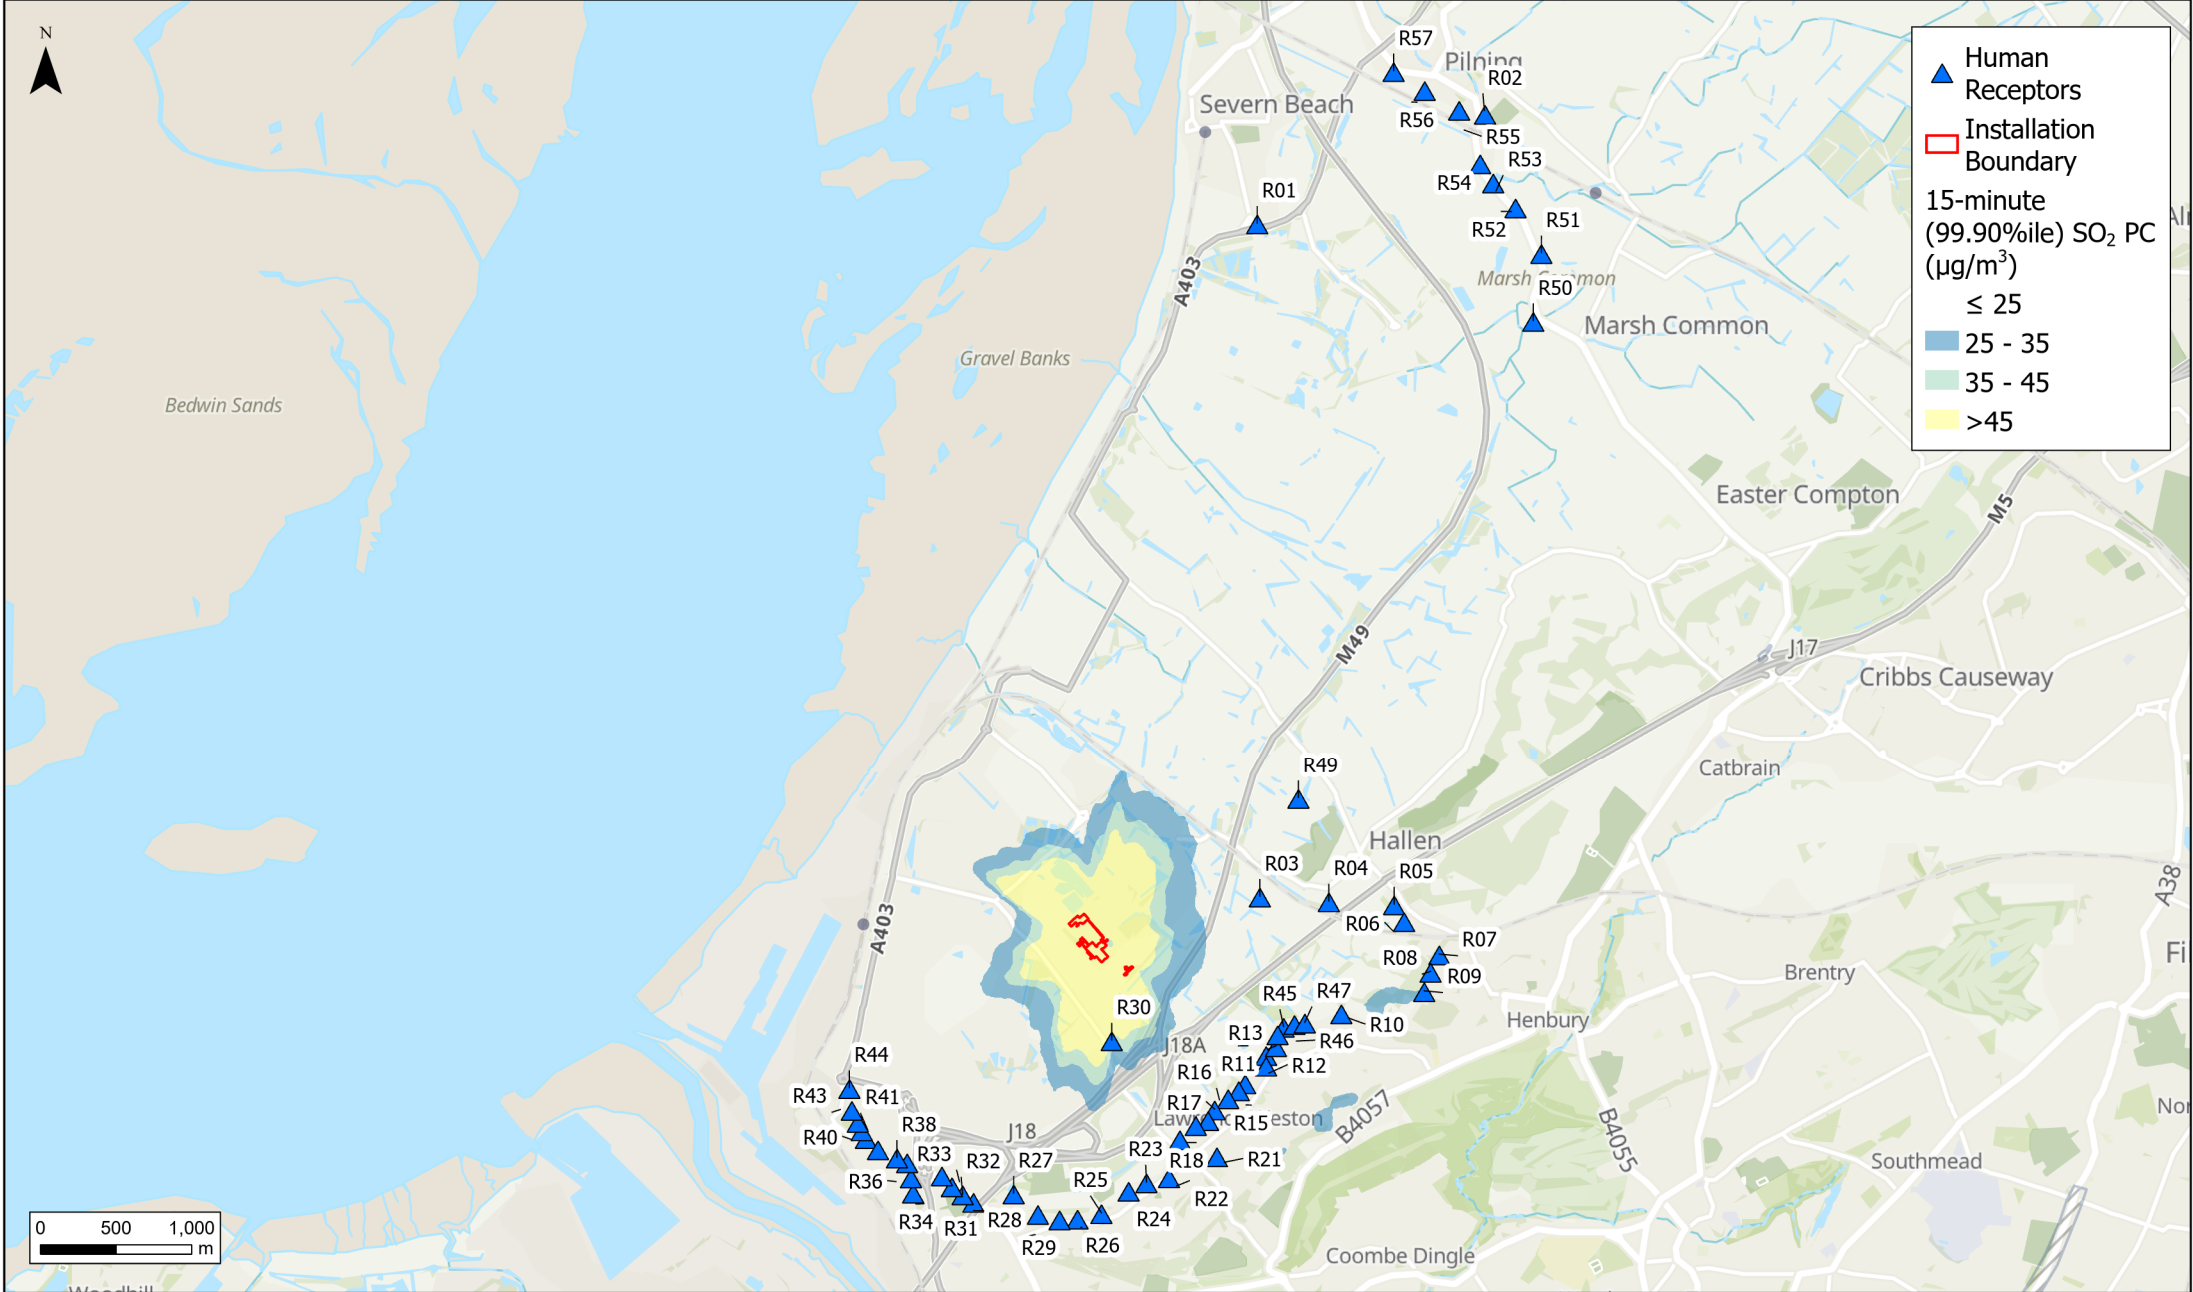 N
R57
Pilning
R02
Severn Beach
R56
R55
R53
R54
R01
R51
R52
A403
Marsh Common
R50
Marsh Common
Gravel Banks
Bedwin Sands
Easter Compton
M5
M49
J17
Cribbs Causeway
Catbrain
R49
Hallen
R03
R04
R05
A38
R06
A403
R07
R08
R09
Brentry
Fi
R45
R47
R30
Henbury
R10
R13
R46
J18A
R44
R11
R12
R16
R43
R41
R17
Nor
R15
B4057
R38
J18
R40
B4055
R23
R33
R32
R27
R18
R21
Southmead
R36
R25
R22
R34
R31
R28
R24
R29
R26
Coombe Dingle
Human
Receptors
Installation
Boundary
15-minute
(99.90%ile) SO₂ PC
(µg/m³)
≤ 25
25 - 35
35 - 45
>45
0 500 1,000
m